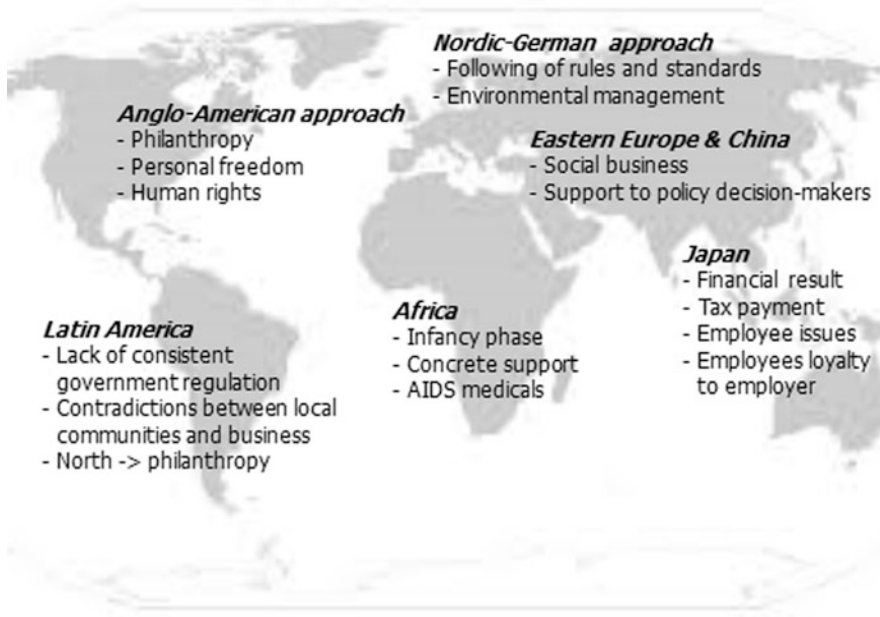 Nordic-German approach
- Following of rules and standards
- Environmental management
Anglo-American approach
- Philanthropy
- Personal freedom
- Human rights
Eastern Europe & China
- Social business
- Support to policy decision-makers
Japan
- Financial result
- Tax payment
- Employee issues
- Employees loyalty
to employer
Africa
- Infancy phase
- Concrete support
- AIDS medicals
Latin America
- Lack of consistent
government regulation
- Contradictions between local
communities and business
- North -> philanthropy